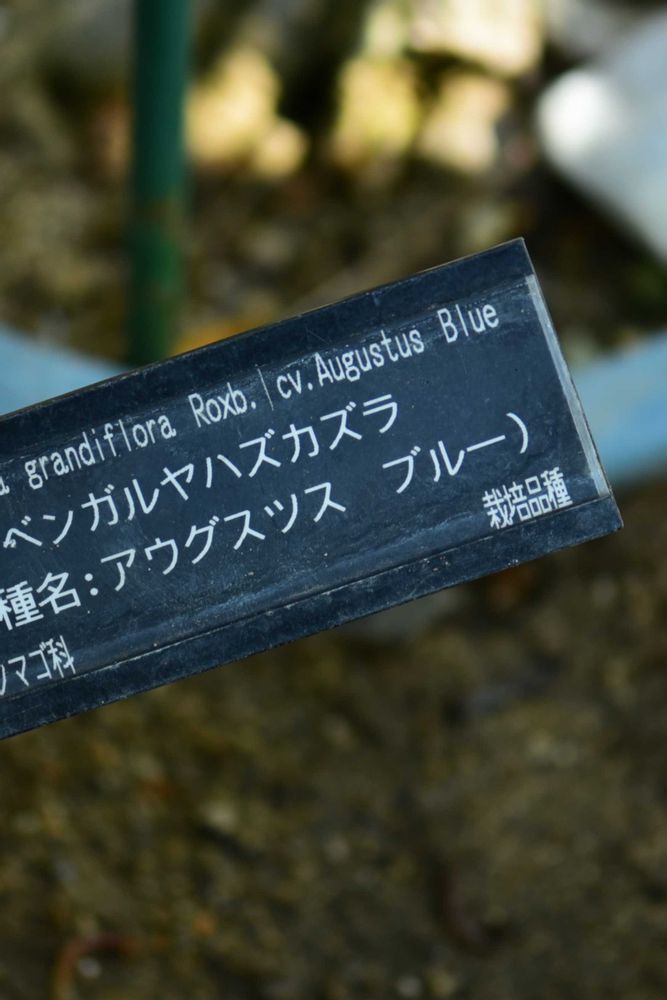 a grandiflora Roxb. cv.Augustus Blue
ベンガルヤハズカズラ
種名:アウグスツス ブルー)
マゴ科
栽培品種